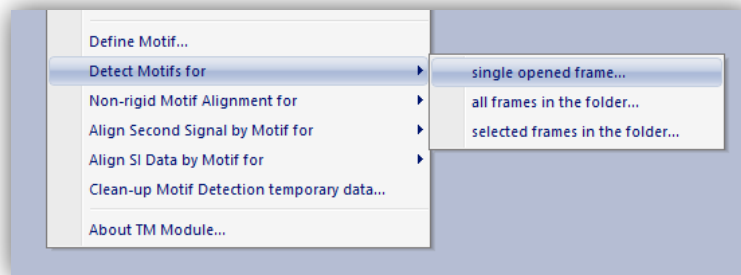 Define Motif...
Detect Motifs for
single opened frame...
Non-rigid Motif Alignment for
all frames in the folder...
Align Second Signal by Motif for
selected frames in the folder...
Align SI Data by Motif for
Clean-up Motif Detection temporary data...
About TM Module...